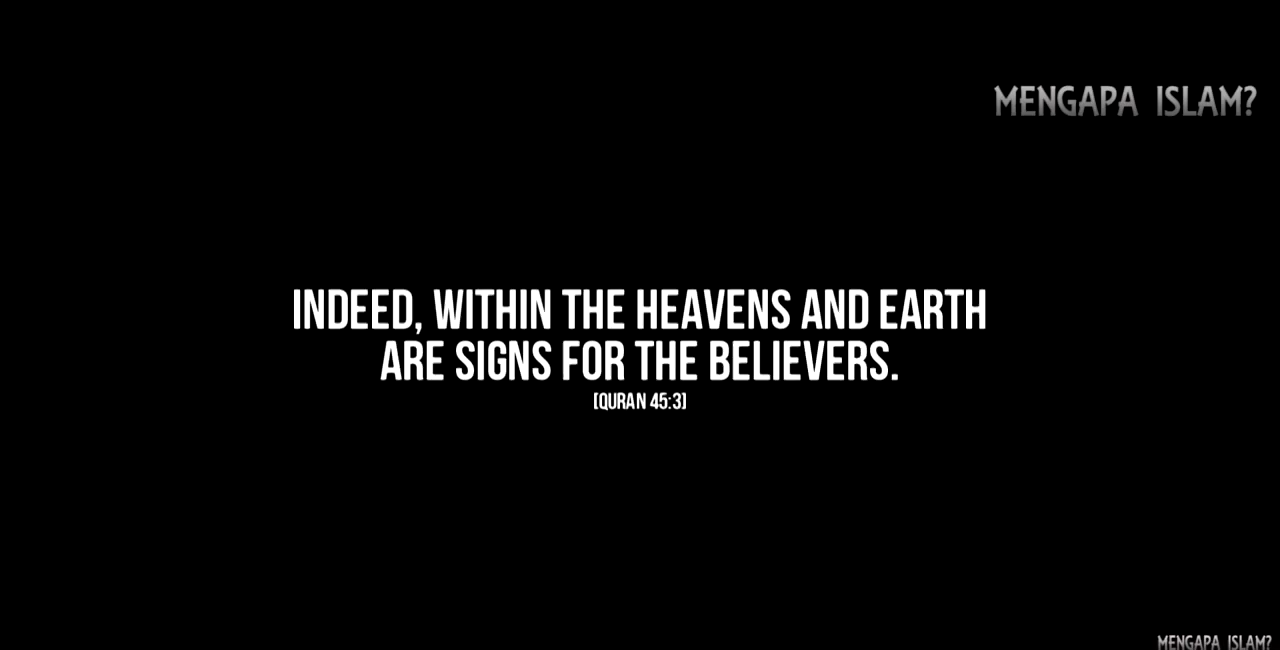 MENGAPA ISLAM?
INDEED, WITHIN THE HEAVENS AND EARTH
ARE SIGNS FOR THE BELIEVERS.
[QURAN 45:3]
MENGAPA ISLAM?